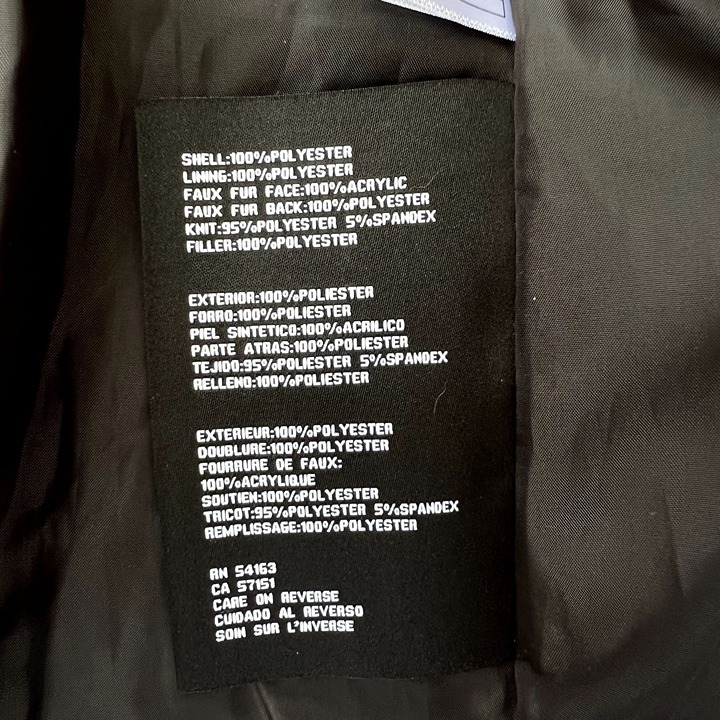 SHELL:100%POLYESTER
LINING:100%POLYESTER
FAUX FUR FACE:100%ACRYLIC
FAUX FUR BACK:100%POLYESTER
KNIT:95%POLYESTER 5%SPANDEX
FILLER:100%POLYESTER
EXTERIOR:100%POLIESTER
FORRO:100%POLIESTER
PIEL SINTETICO:100%ACRILICO
PARTE ATRAS:100%POLIESTER
TEJIDO:95%POLIESTER 5%SPANDEX
RELLENO:100%POLIESTER
EXTERIEUR:100%POLYESTER
DOUBLURE:100%POLYESTER
FOURRURE DE FAUX:
100%ACRYLIQUE
SOUTIEN:100%POLYESTER
TRICOT:95%POLYESTER 5%SPANDEX
REMPLISSAGE:100%POLYESTER
RN 54163
CA 57151
CARE ON REVERSE
CUIDADO AL REVERSO
SOIN SUR L'INVERSE